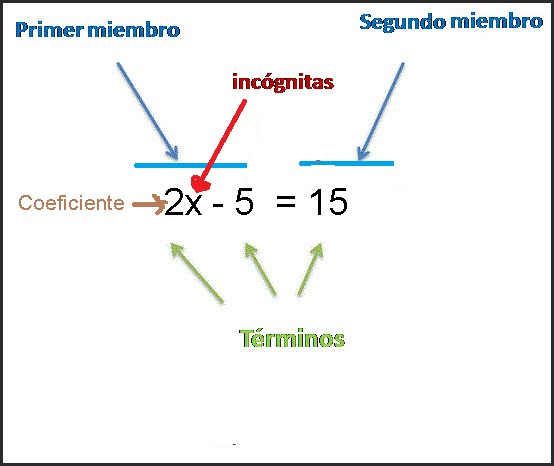 Primer miembro
Segundo miembro
incógnitas
Coeficiente
2x - 5 = 15
Términos